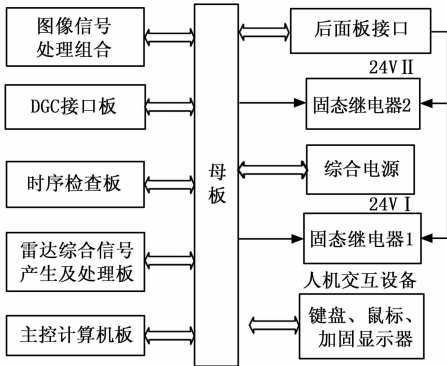 图像信号
处理组合
DGC接口板
时序检查板
雷达综合信号
产生及处理板
主控计算机板
母板
后面板接口
24VⅡ
固态继电器2
综合电源
24VⅠ
固态继电器1
人机交互设备
键盘、鼠标、
加固显示器